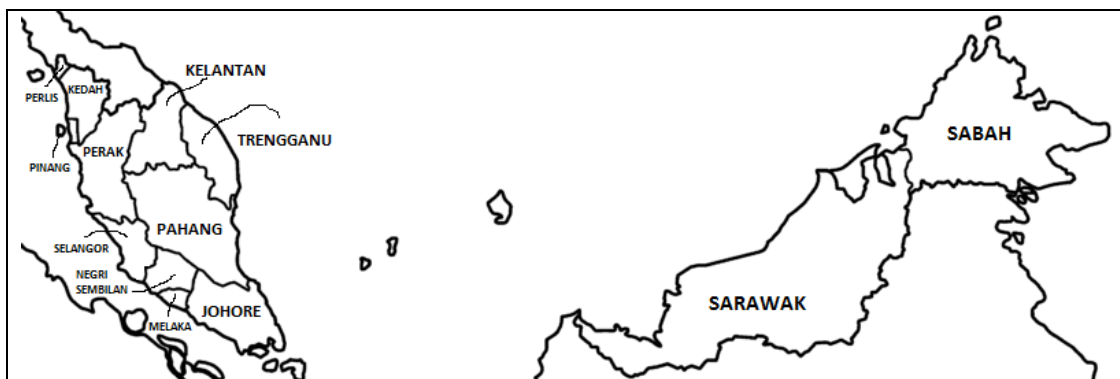 KELANTAN
PERLIS
KEDAH
TRENGGANU
PINANG
PERAK
SABAH
PAHANG
SELANGOR
NEGRI
SEMBILAN
MELAKA
JOHORE
SARAWAK